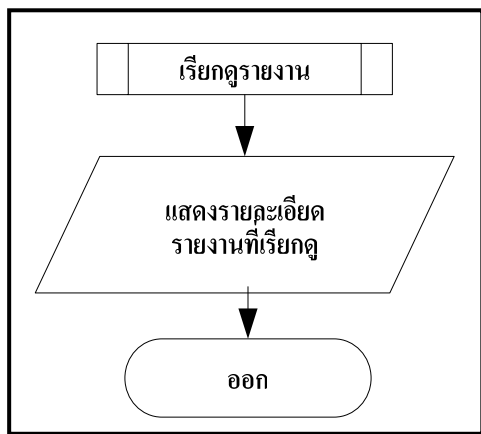 เรียกดูรายงาน
แสดงรายละเอียด
รายงานที่เรียกดู
ออก